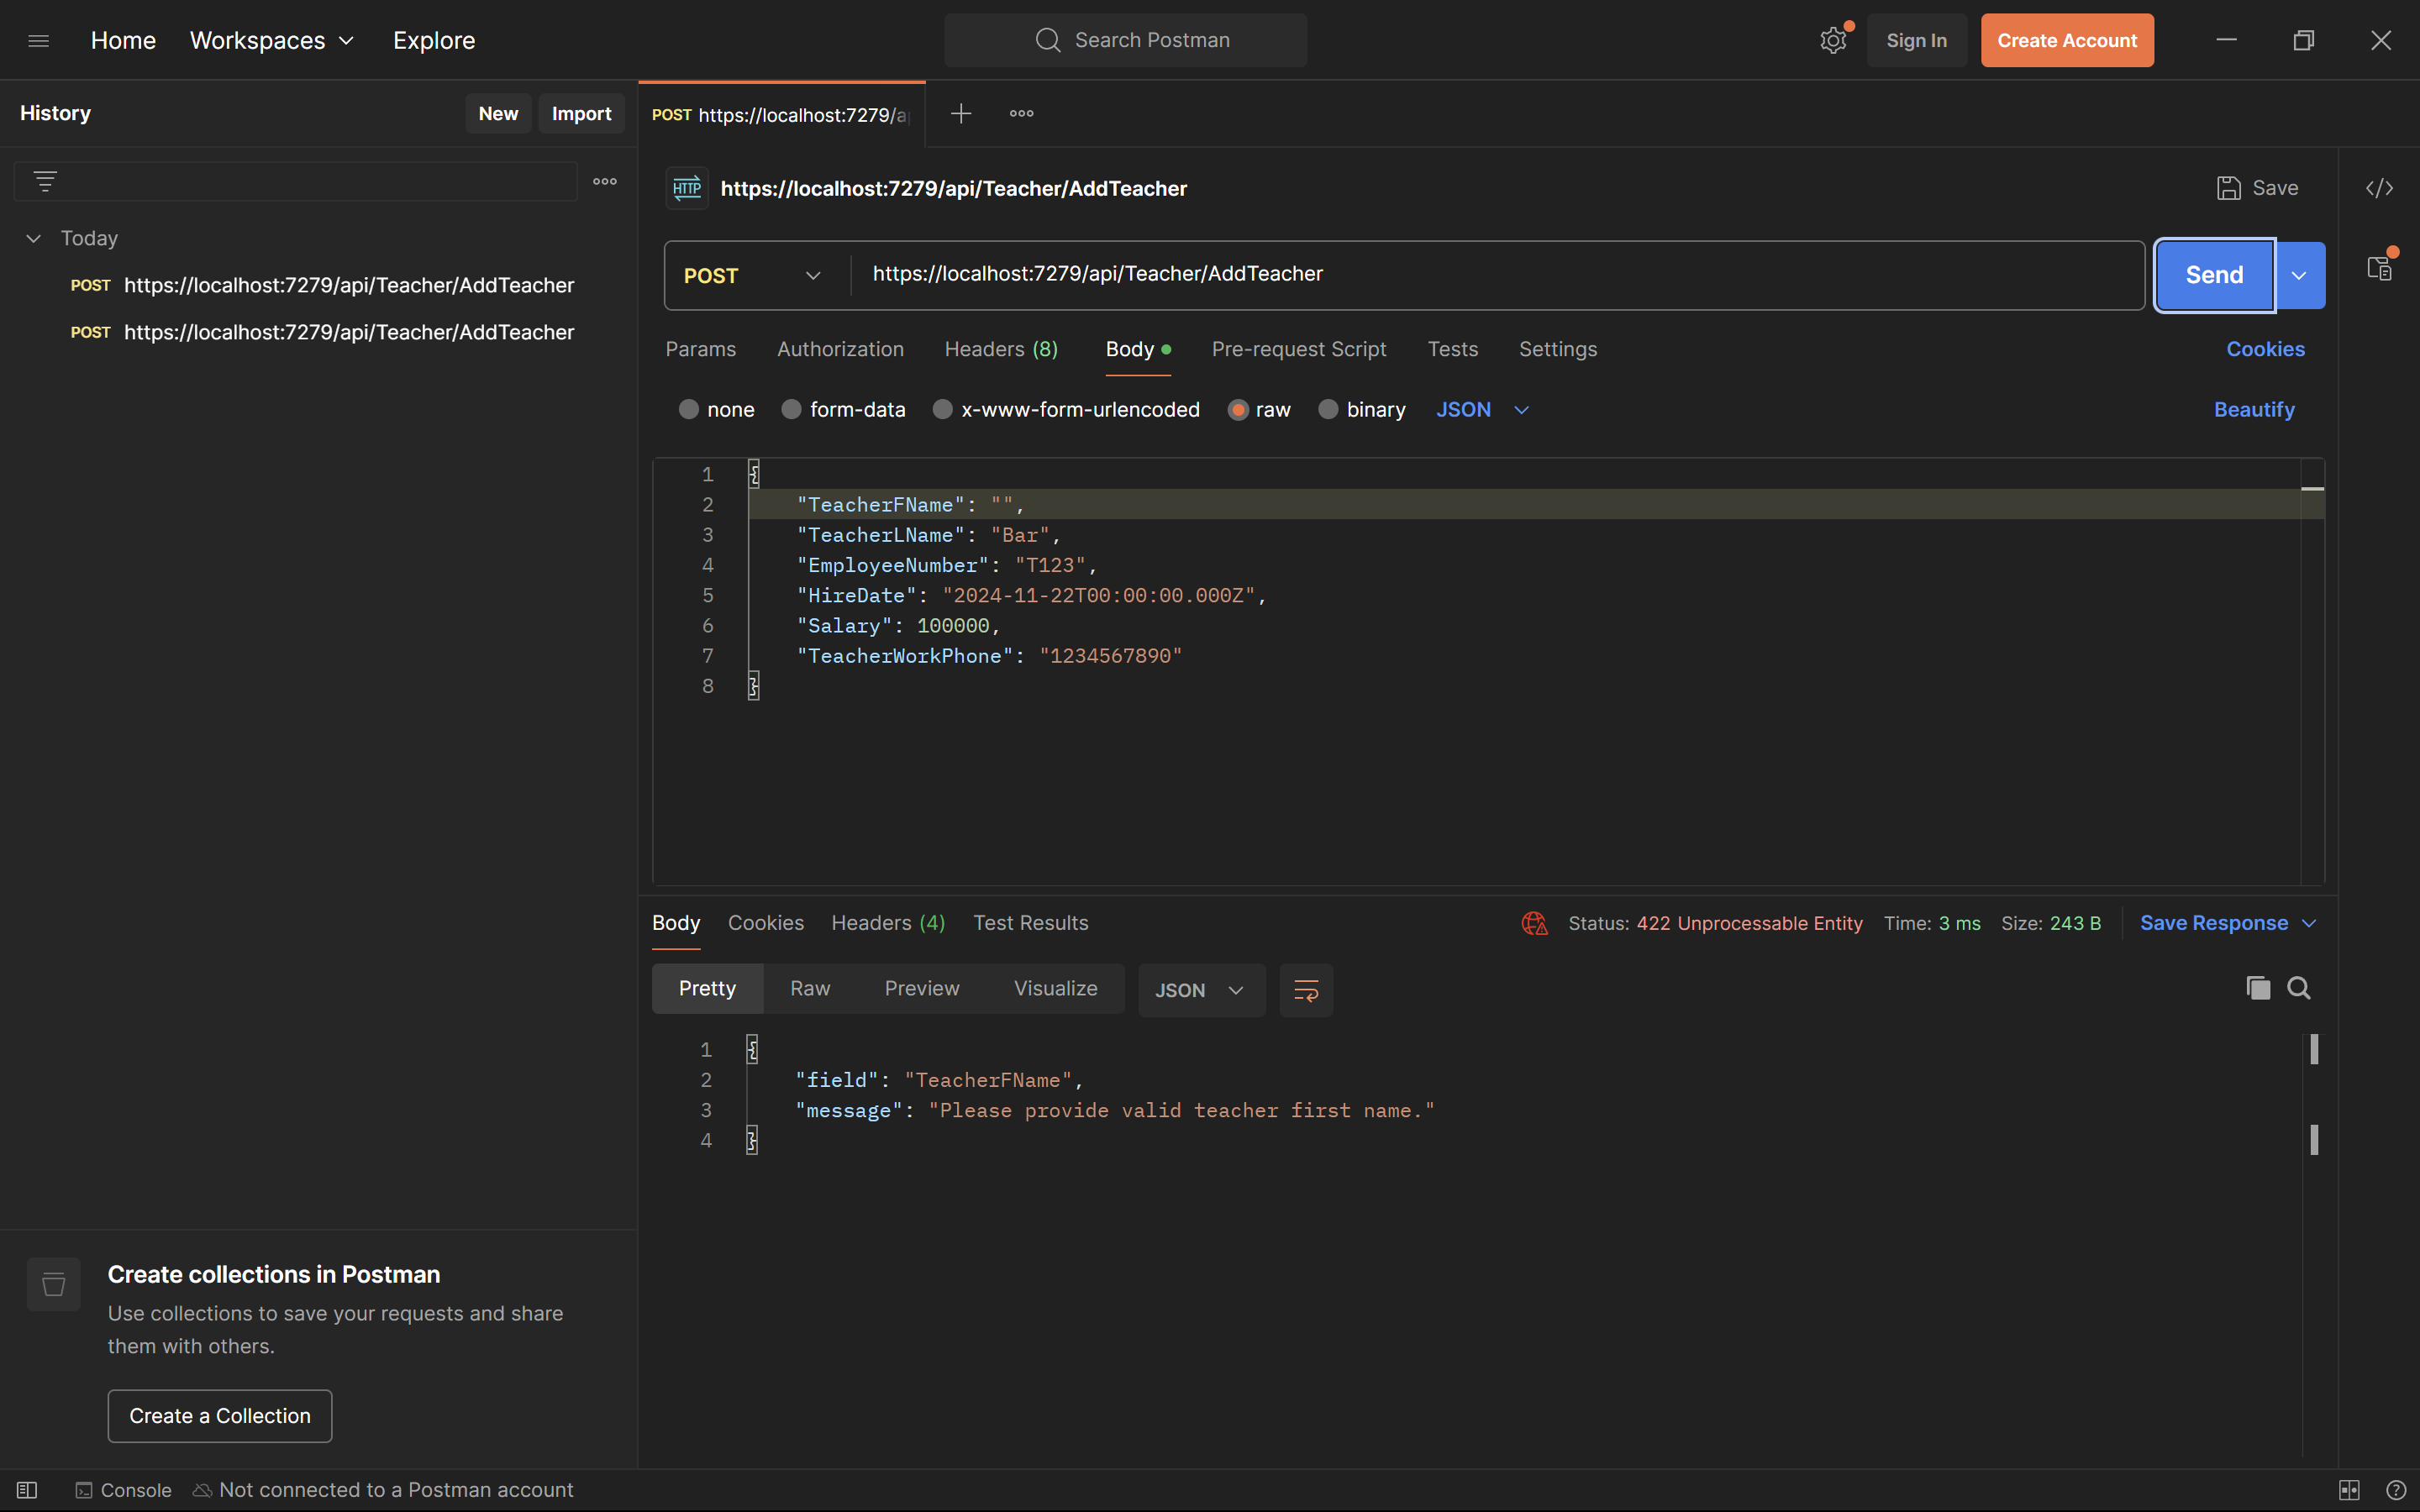 Home Workspaces Explore Search Postman Sign In Create Account
History New Import
POST https://localhost:7279/a
HTTP https://localhost:7279/api/Teacher/AddTeacher Save
Today
POST https://localhost:7279/api/Teacher/AddTeacher
POST https://localhost:7279/api/Teacher/AddTeacher
POST https://localhost:7279/api/Teacher/AddTeacher Send
Params Authorization Headers (8) Body Pre-request Script Tests Settings Cookies
none form-data x-www-form-urlencoded raw binary JSON Beautify
1 {
2 "TeacherFName": "",
3 "TeacherLName": "Bar",
4 "EmployeeNumber": "T123",
5 "HireDate": "2024-11-22T00:00:00.000Z",
6 "Salary": 100000,
7 "TeacherWorkPhone": "1234567890"
8 }
Body Cookies Headers (4) Test Results Status: 422 Unprocessable Entity Time: 3 ms Size: 243 B Save Response
Pretty Raw Preview Visualize JSON
1 {
2 "field": "TeacherFName",
3 "message": "Please provide valid teacher first name."
4 }
Create collections in Postman
Use collections to save your requests and share
them with others.
Create a Collection
Console Not connected to a Postman account